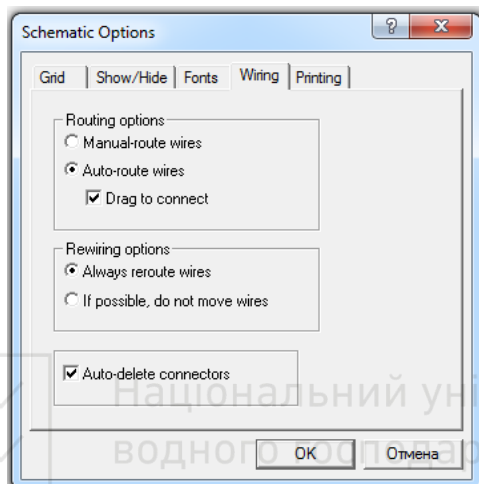 Schematic Options
?
X
Grid Show/Hide Fonts Wiring Printing
Routing options
Manual-route wires
Auto-route wires
Drag to connect
Rewiring options
Always reroute wires
If possible, do not move wires
Auto-delete connectors
Національний уні
водного господар
OK Отмена